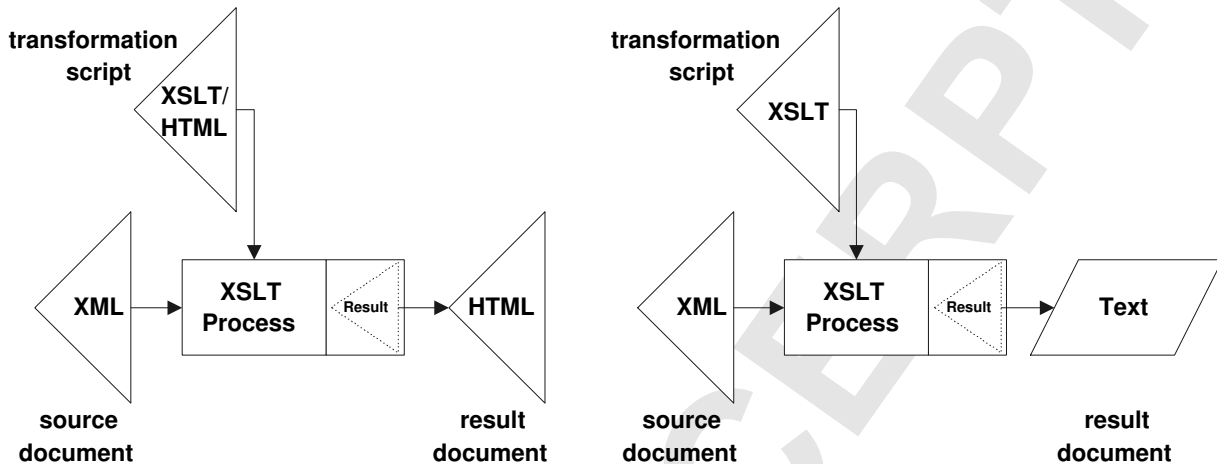 transformation
script
XSLT/
HTML
XML
XSLT
Process
Result
HTML
source
document
result
document
transformation
script
XSLT
XML
XSLT
Process
Result
Text
source
document
result
document
CERPT